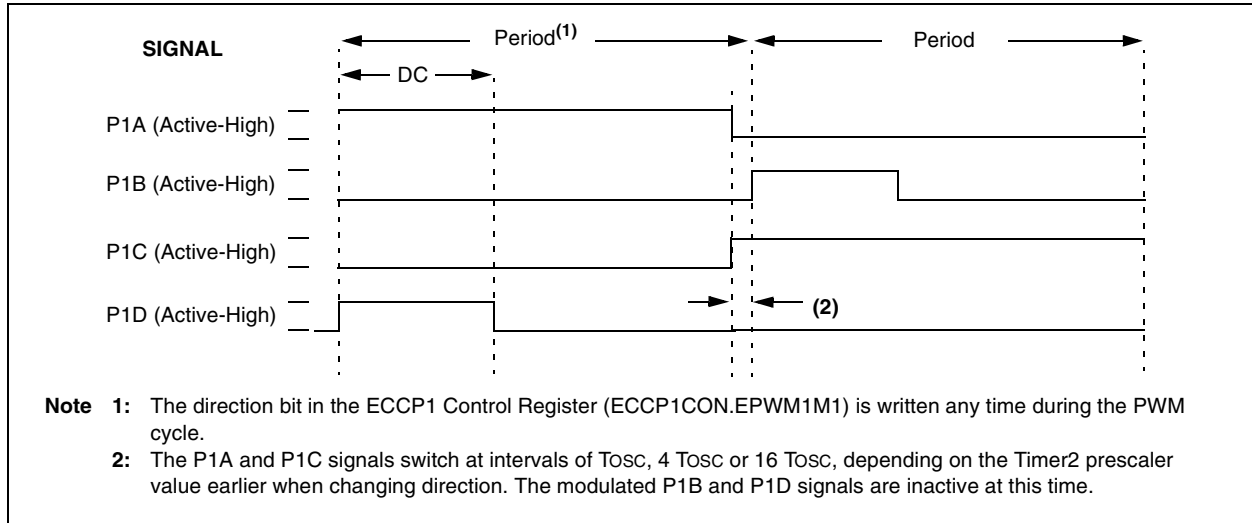 SIGNAL
Period(1)
Period
DC
P1A (Active-High)
P1B (Active-High)
P1C (Active-High)
P1D (Active-High)
(2)
Note 1: The direction bit in the ECCP1 Control Register (ECCP1CON.EPWM1M1) is written any time during the PWM
cycle.
2: The P1A and P1C signals switch at intervals of TOSC, 4 TOSC or 16 TOSC, depending on the Timer2 prescaler
value earlier when changing direction. The modulated P1B and P1D signals are inactive at this time.